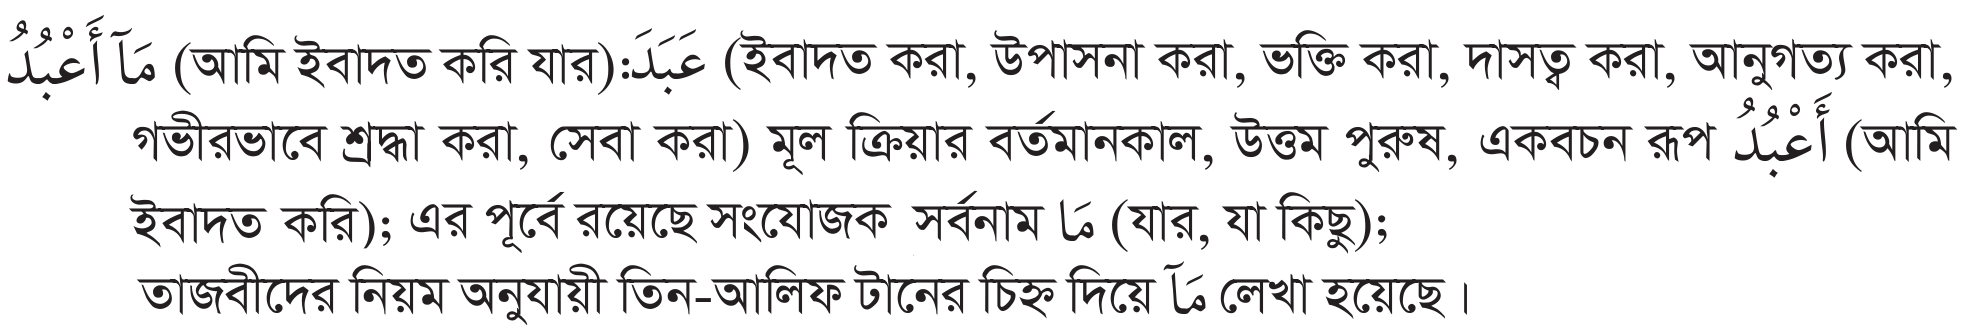 مَآ أَعْبُدُ (আমি ইবাদত করি যার):عَبَدَ (ইবাদত করা, উপাসনা করা, ভক্তি করা, দাসত্ব করা, আনুগত্য করা,
গভীরভাবে শ্রদ্ধা করা, সেবা করা) মূল ক্রিয়ার বর্তমানকাল, উত্তম পুরুষ, একবচন রূপ أَعْبُدُ (আমি
ইবাদত করি); এর পূর্বে রয়েছে সংযোজক সর্বনাম مَا (যার, যা কিছু);
তাজবীদের নিয়ম অনুযায়ী তিন-আলিফ টানের চিহ্ন দিয়ে مَآ লেখা হয়েছে।